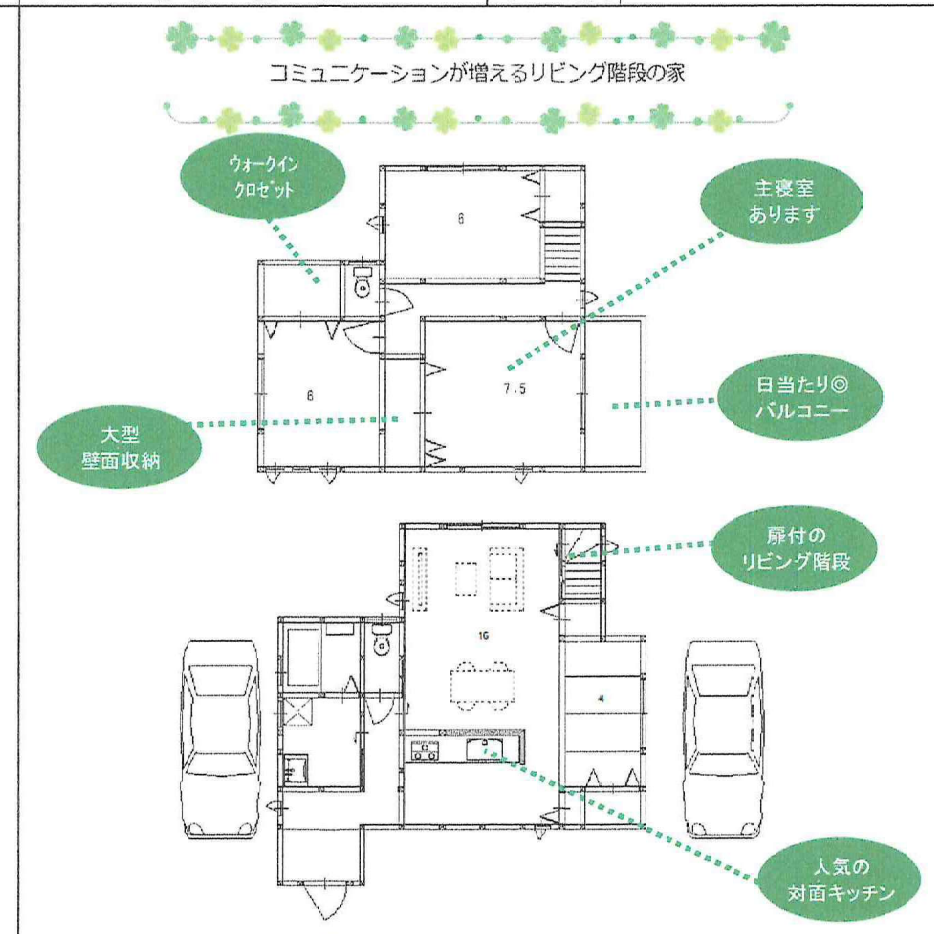 コミュニケーションが増えるリビング階段の家
ウォークイン
クロゼット
主寝室
あります
6
6
7.5
日当たり◎
バルコニー
大型
壁面収納
扉付の
リビング階段
16
4
人気の
対面キッチン